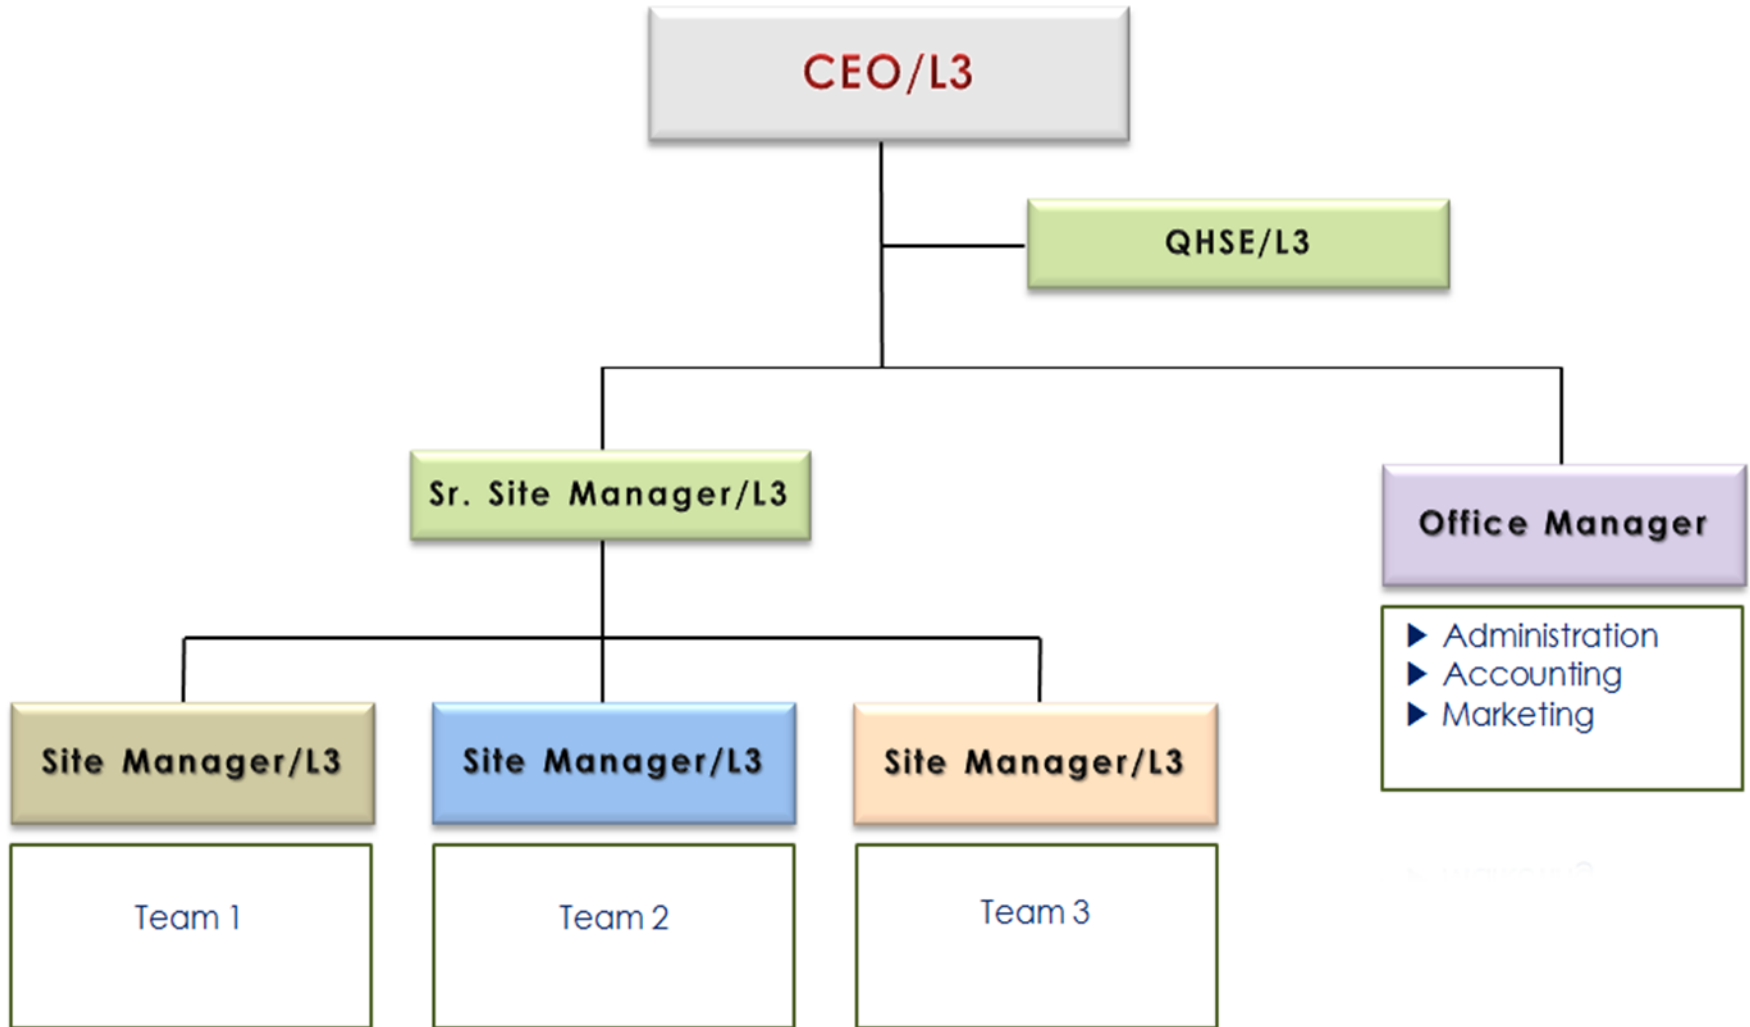 CEO/L3
QHSE/L3
Sr. Site Manager/L3
Office Manager
Administration
Accounting
Marketing
Site Manager/L3
Site Manager/L3
Site Manager/L3
Team 1
Team 2
Team 3